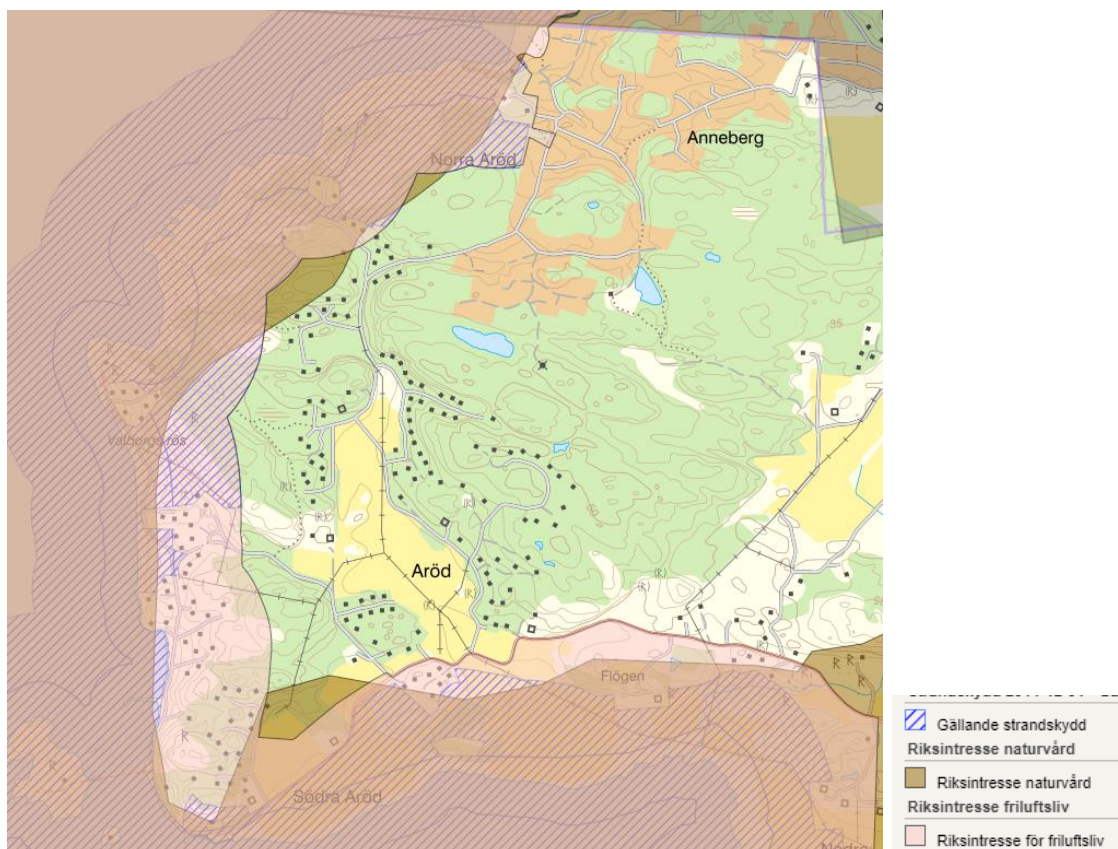 Anneberg
Norra Aröd
(R)
(R)
35
Valborgs rös
(R)
(R)
(R)
50
Aröd
(R)
(R)
(R)
(R)
Flögen
R
R
R
R
Södra Aröd
Gällande strandskydd
Riksintresse naturvård
Riksintresse naturvård
Riksintresse friluftsliv
Riksintresse för friluftsliv